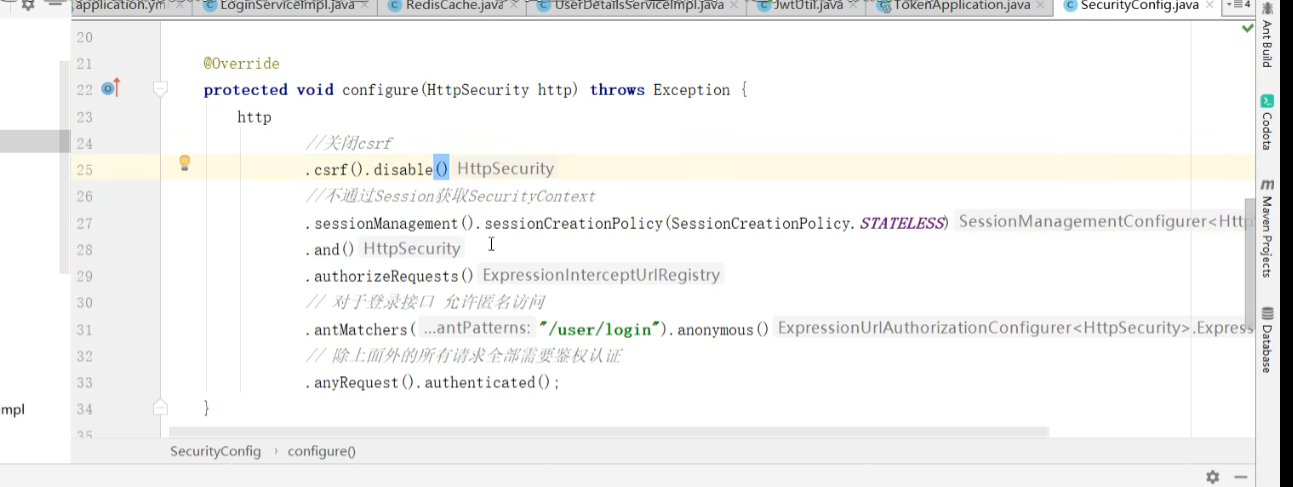 application.yml LoginServiceImpl.java RedisCache.java UserDetailsServiceImpl.java JwtUtil.java TokenApplication.java SecurityConfig.java
20
21 @Override
22 protected void configure(HttpSecurity http) throws Exception {
23 http
24 //关闭csrf
25 .csrf().disable() HttpSecurity
26 //不通过Session获取SecurityContext
27 .sessionManagement().sessionCreationPolicy(SessionCreationPolicy.STATELESS) SessionManagementConfigurer<Http
28 .and() HttpSecurity
29 .authorizeRequests() ExpressionInterceptUrlRegistry
30 // 对于登录接口 允许匿名访问
31 .antMatchers( ...antPatterns: "/user/login").anonymous() ExpressionUrlAuthorizationConfigurer<HttpSecurity>.Express
32 // 除上面外的所有请求全部需要鉴权认证
33 .anyRequest().authenticated();
34 }
35
mpl
SecurityConfig › configure()
Ant Build
Codota
Maven Projects
Database